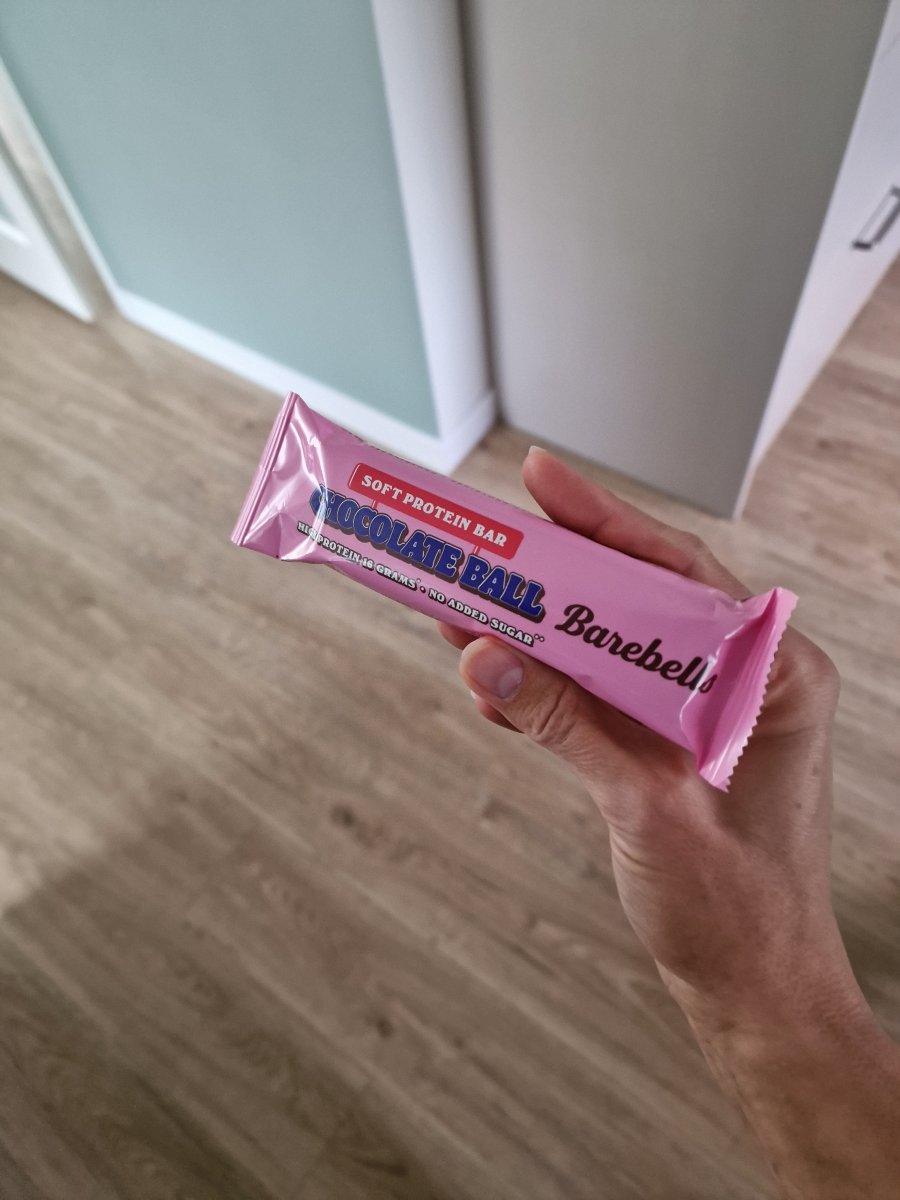 SOFT PROTEIN BAR
CHOCOLATE BALL
HIGH PROTEIN 16 GRAMS* • NO ADDED SUGAR**
Barebells